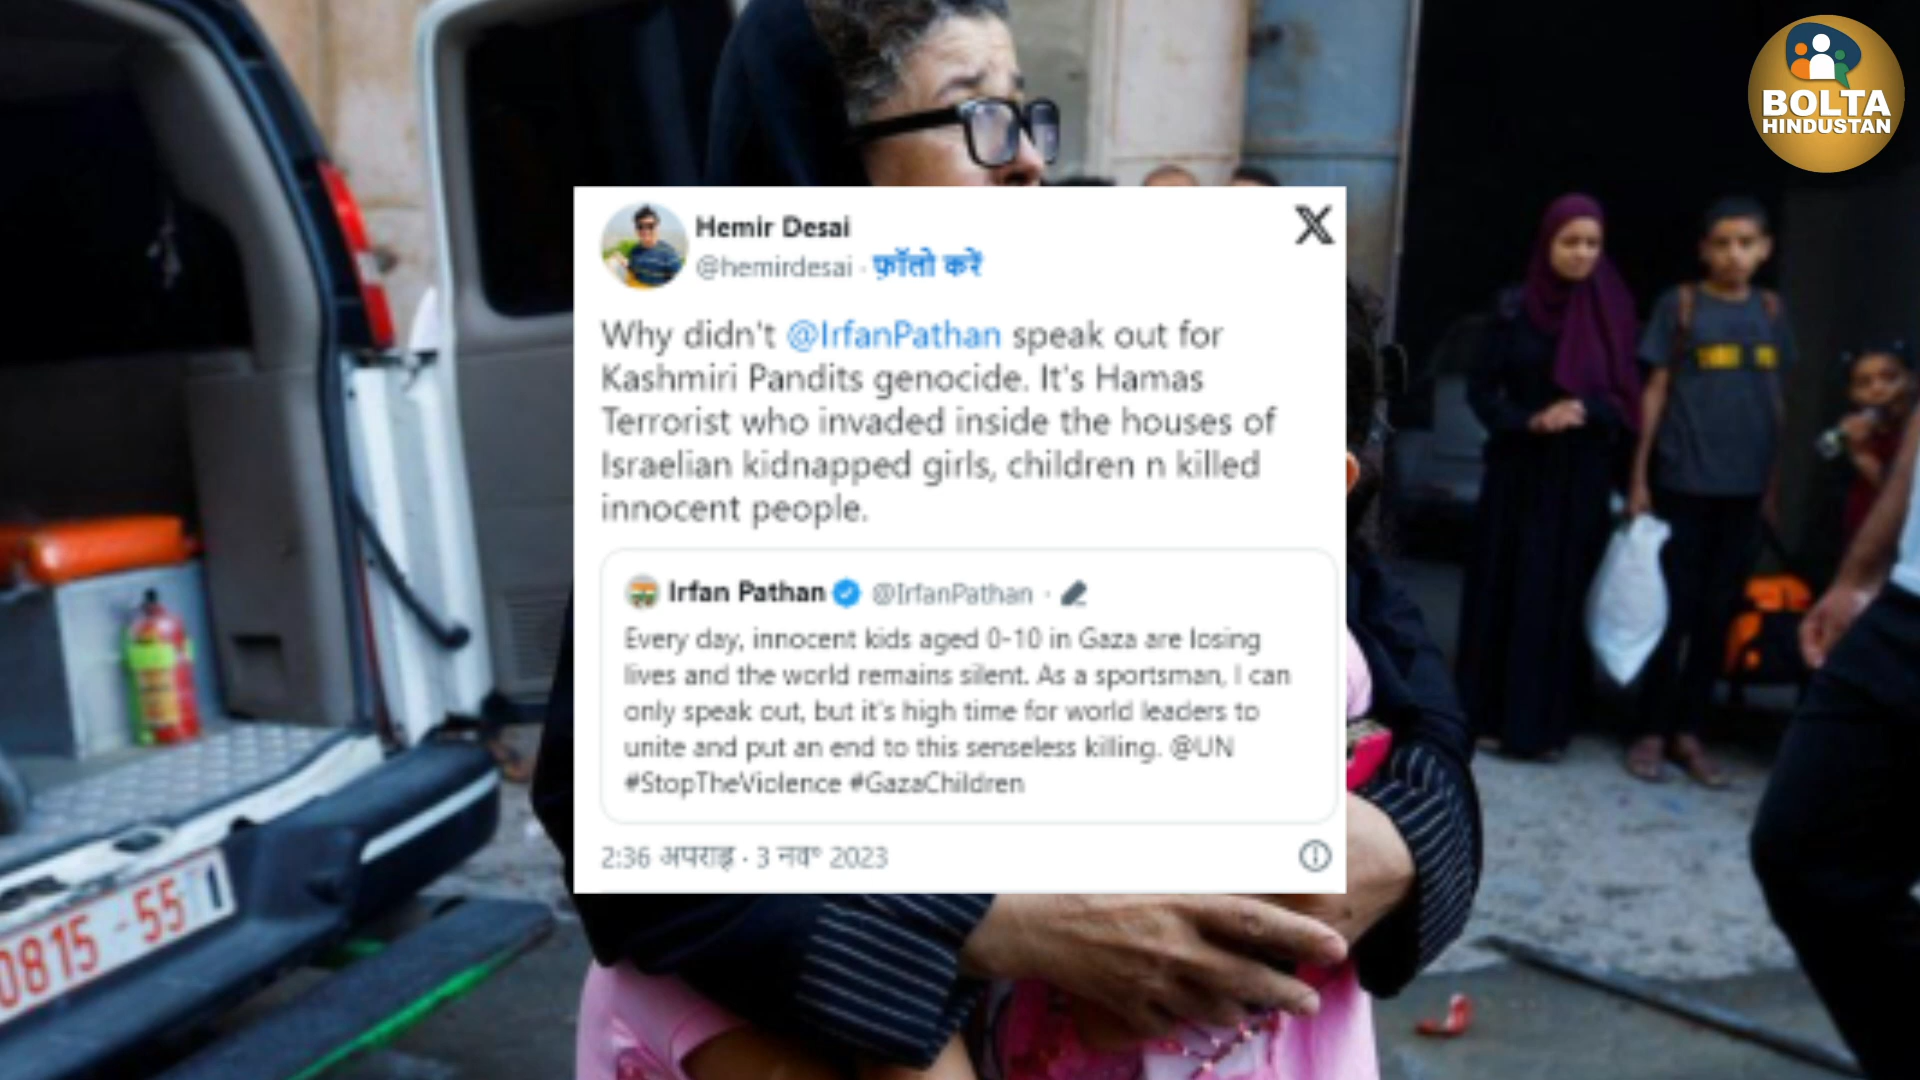 BOLTA
HINDUSTAN
Hemir Desai
@hemirdesai · फ़ॉलो करें
Why didn't @IrfanPathan speak out for
Kashmiri Pandits genocide. It's Hamas
Terrorist who invaded inside the houses of
Israelian kidnapped girls, children n killed
innocent people.
Irfan Pathan @IrfanPathan ·
Every day, innocent kids aged 0-10 in Gaza are losing
lives and the world remains silent. As a sportsman, I can
only speak out, but it's high time for world leaders to
unite and put an end to this senseless killing. @UN
#StopTheViolence #GazaChildren
2:36 अपराह्न · 3 नव॰ 2023
0815-55